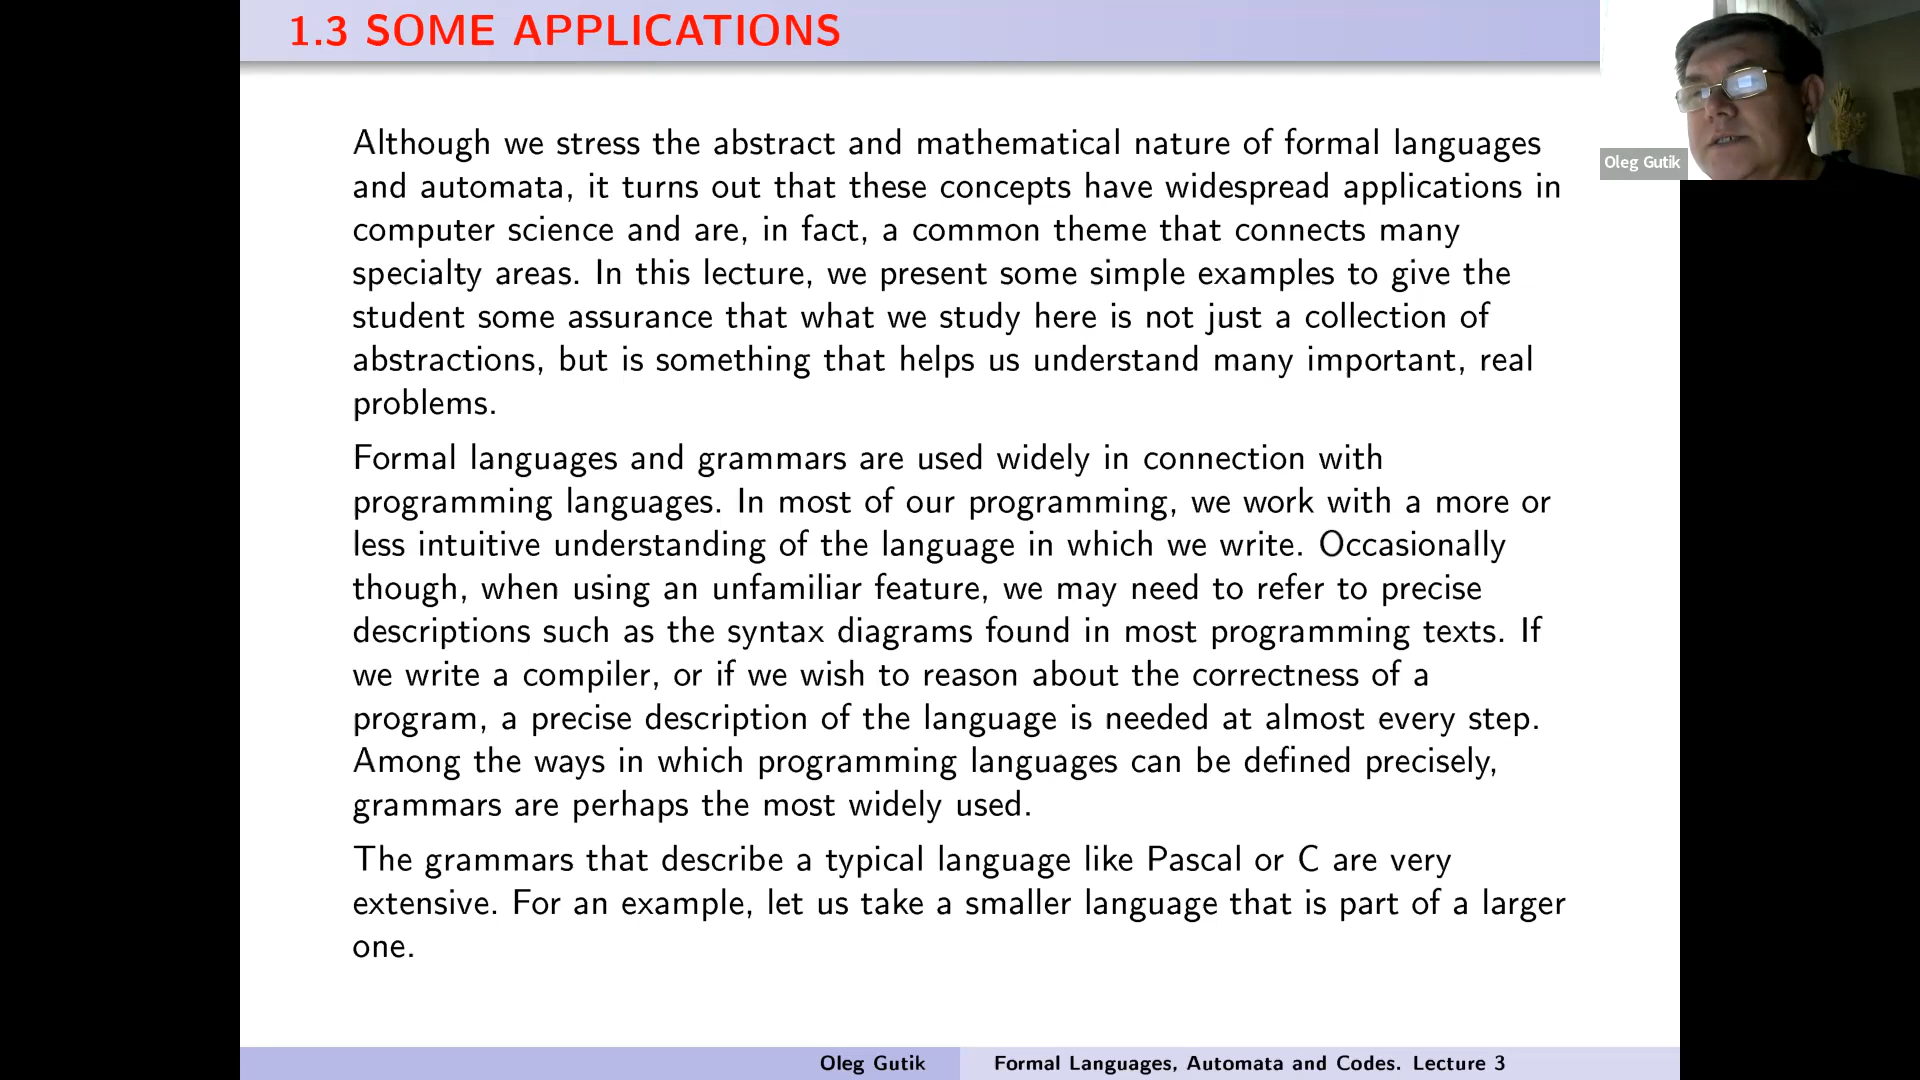 1.3 SOME APPLICATIONS
Although we stress the abstract and mathematical nature of formal languages
and automata, it turns out that these concepts have widespread applications in
computer science and are, in fact, a common theme that connects many
specialty areas. In this lecture, we present some simple examples to give the
student some assurance that what we study here is not just a collection of
abstractions, but is something that helps us understand many important, real
problems.
Formal languages and grammars are used widely in connection with
programming languages. In most of our programming, we work with a more or
less intuitive understanding of the language in which we write. Occasionally
though, when using an unfamiliar feature, we may need to refer to precise
descriptions such as the syntax diagrams found in most programming texts. If
we write a compiler, or if we wish to reason about the correctness of a
program, a precise description of the language is needed at almost every step.
Among the ways in which programming languages can be defined precisely,
grammars are perhaps the most widely used.
The grammars that describe a typical language like Pascal or C are very
extensive. For an example, let us take a smaller language that is part of a larger
one.
Oleg Gutik
Oleg Gutik Formal Languages, Automata and Codes. Lecture 3